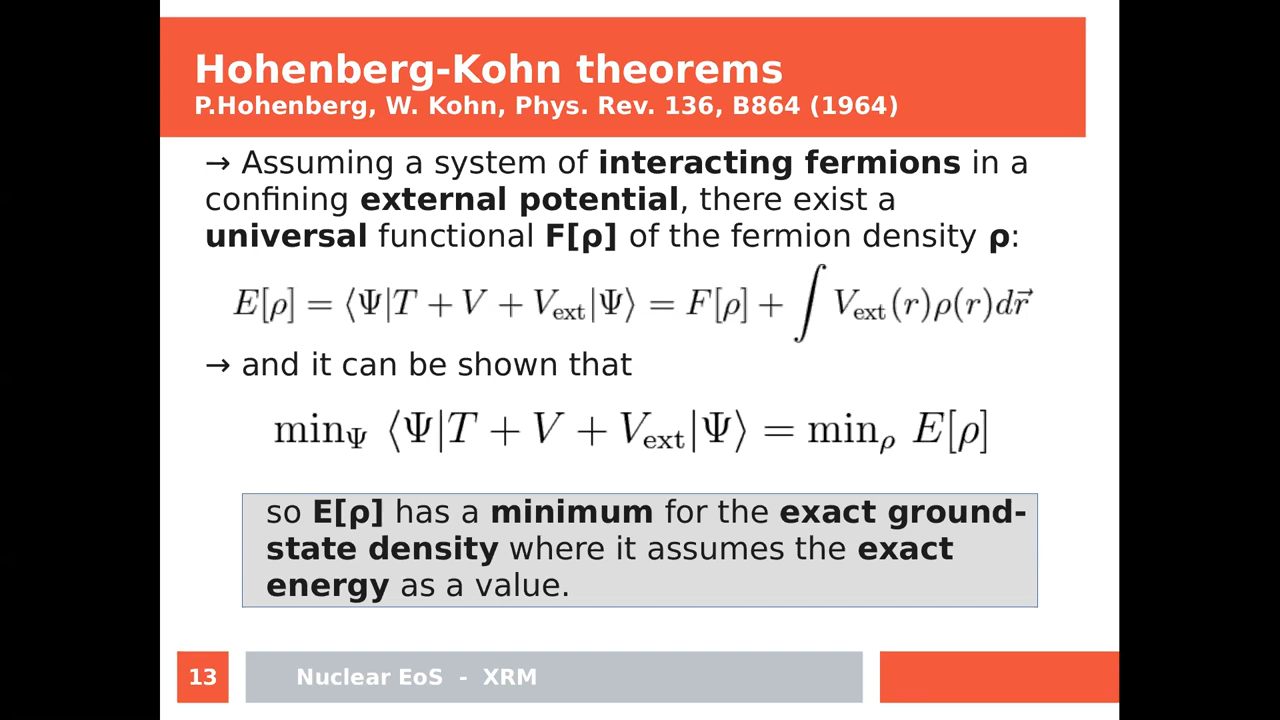 Hohenberg-Kohn theorems
P.Hohenberg, W. Kohn, Phys. Rev. 136, B864 (1964)
→ Assuming a system of interacting fermions in a
confining external potential, there exist a
universal functional F[ρ] of the fermion density ρ:
E[ρ] = ⟨Ψ|T + V + V_ext|Ψ⟩ = F[ρ] + ∫ V_ext(r)ρ(r)dr⃗
→ and it can be shown that
min_Ψ ⟨Ψ|T + V + V_ext|Ψ⟩ = min_ρ E[ρ]
so E[ρ] has a minimum for the exact ground-
state density where it assumes the exact
energy as a value.
13
Nuclear EoS - XRM